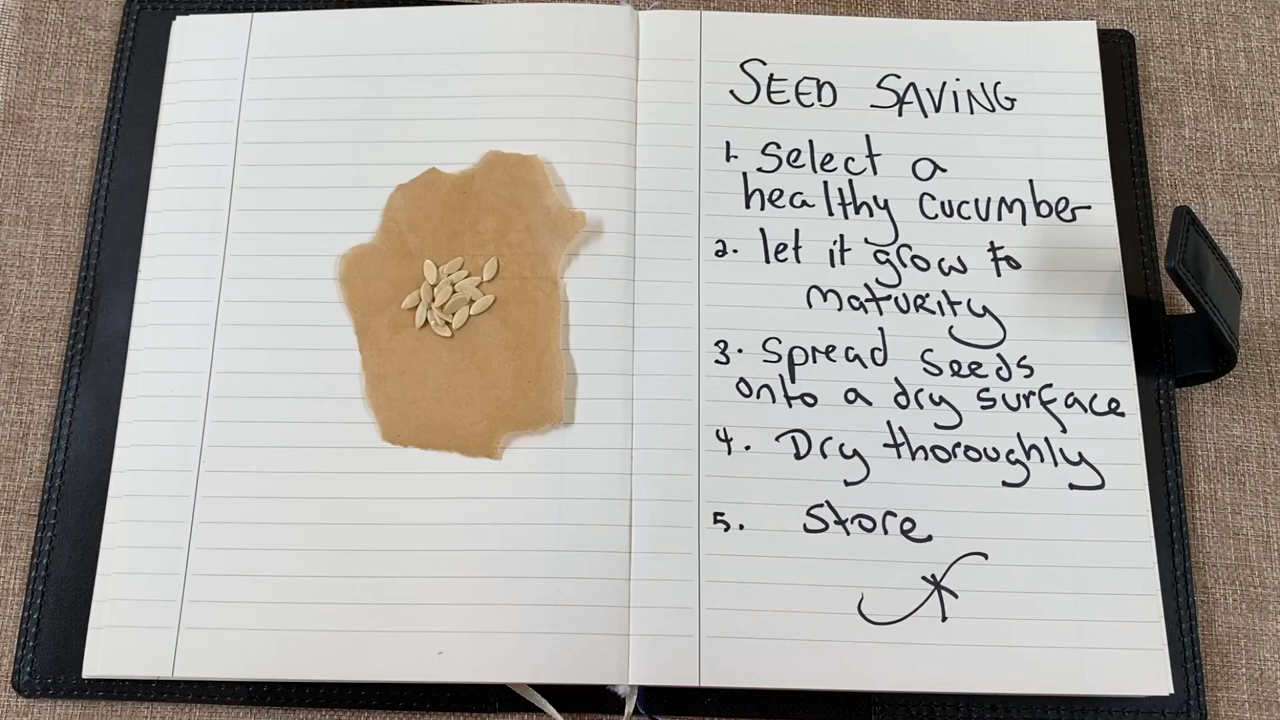 SEED SAVING
1. Select a
healthy cucumber
2. let it grow to
maturity
3. Spread seeds
onto a dry surface
4. Dry thoroughly
5. Store